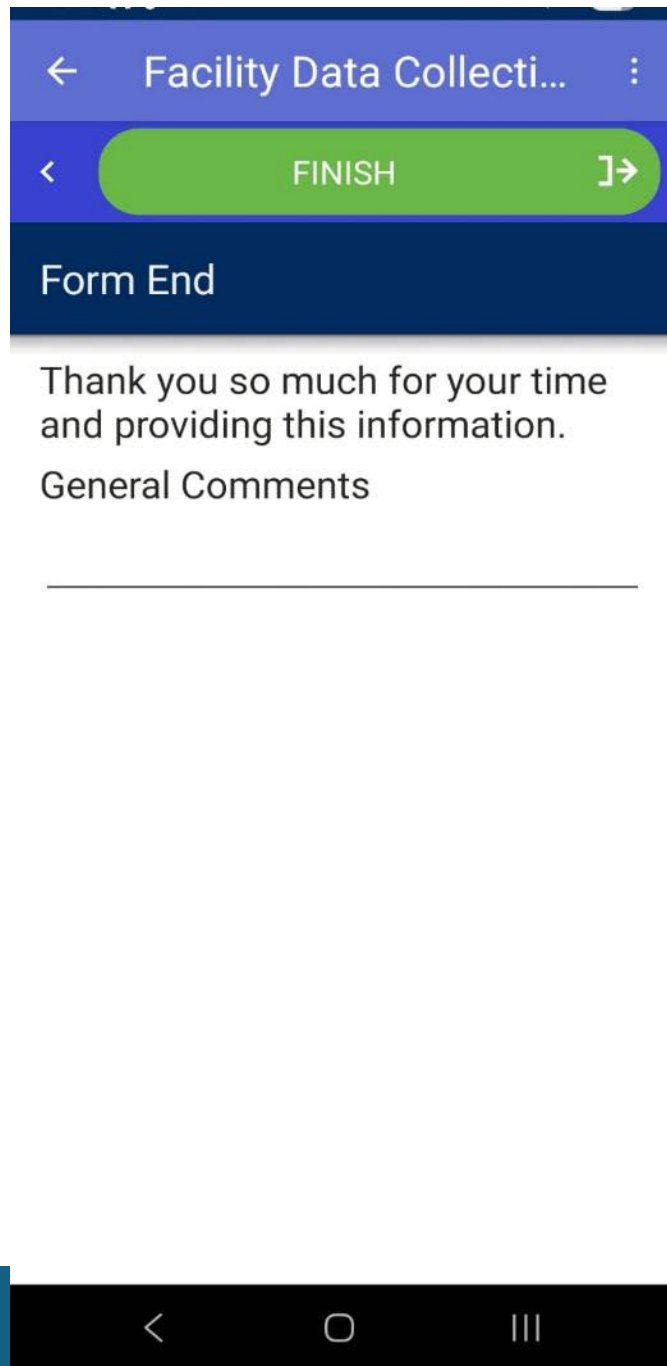 Facility Data Collecti...
FINISH
Form End
Thank you so much for your time
and providing this information.
General Comments